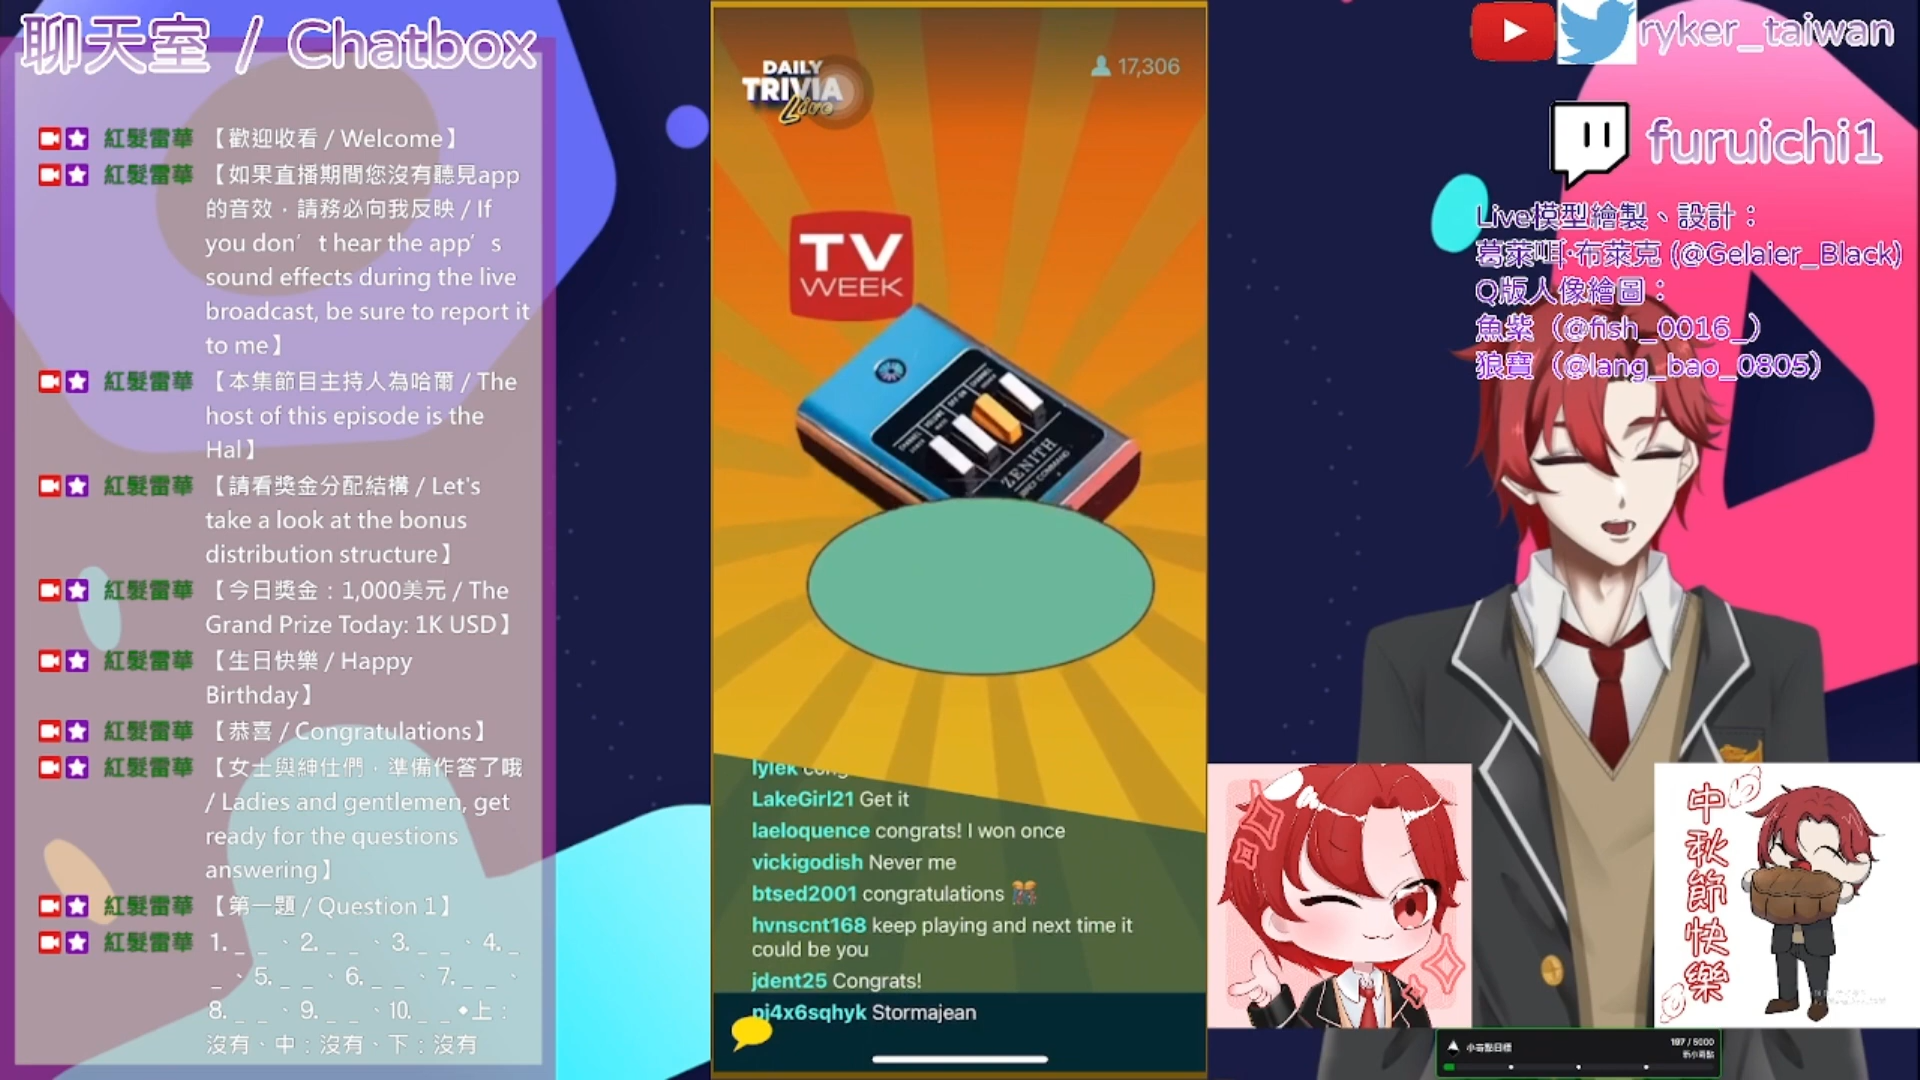 聊天室 / Chatbox
紅髮雷華 【歡迎收看 / Welcome】
紅髮雷華 【如果直播期間您沒有聽見app
的音效，請務必向我反映 / If
you don’t hear the app’s
sound effects during the live
broadcast, be sure to report it
to me】
紅髮雷華 【本集節目主持人為哈爾 / The
host of this episode is the
Hal】
紅髮雷華 【請看獎金分配結構 / Let's
take a look at the bonus
distribution structure】
紅髮雷華 【今日獎金：1,000美元 / The
Grand Prize Today: 1K USD】
紅髮雷華 【生日快樂 / Happy
Birthday】
紅髮雷華 【恭喜 / Congratulations】
紅髮雷華 【女士與紳仕們，準備作答了哦
/ Ladies and gentlemen, get
ready for the questions
answering】
紅髮雷華 【第一題 / Question 1】
紅髮雷華 1. _ _ 、2. _ _ 、3. _ _ 、4. _
_ 、5. _ _ 、6. _ _ 、7. _ _ 、
8. _ _ 、9. _ _ 、10. _ _ ◆上：
沒有、中：沒有、下：沒有
DAILY
TRIVIA
Live
17,306
TV
WEEK
ZENITH
SPACE COMMAND
lylek cong
LakeGirl21 Get it
laeloquence congrats! I won once
vickigodish Never me
btsed2001 congratulations
hvnscnt168 keep playing and next time it
could be you
jdent25 Congrats!
pj4x6sqhyk Stormajean
ryker_taiwan
furuichi1
Live模型繪製、設計：
葛萊咡·布萊克 (@Gelaier_Black)
Q版人像繪圖：
魚紫（@fish_0016_）
狼寶（@lang_bao_0805）
中秋節快樂
小奇點目標
197 / 5000